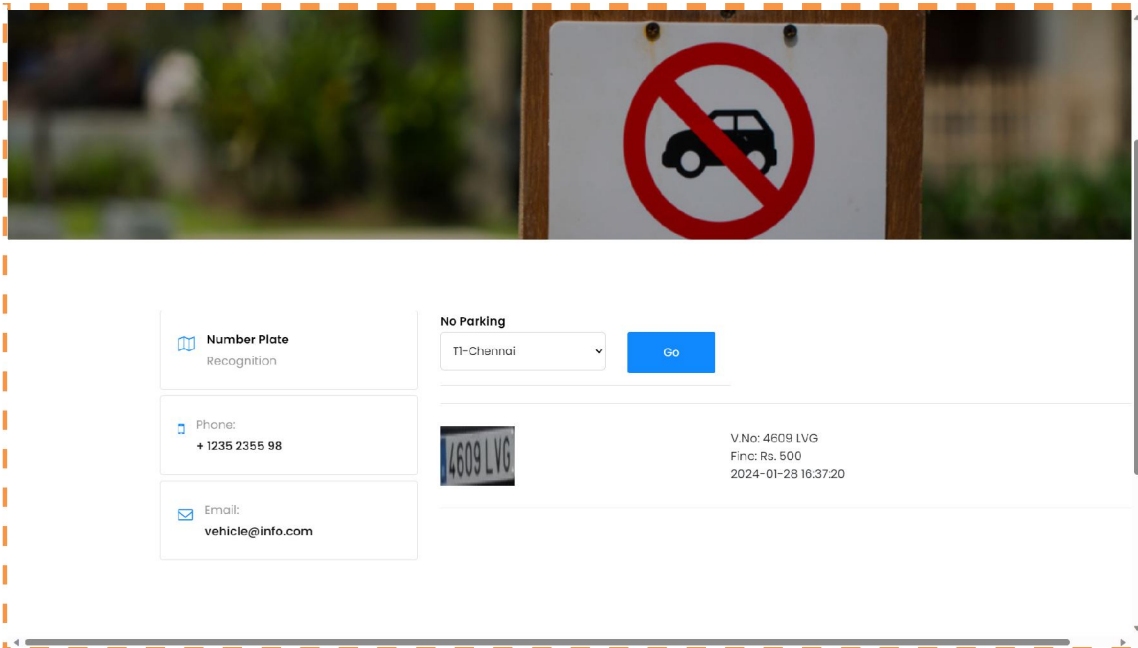 Number Plate
Recognition
Phone:
+ 1235 2355 98
Email:
vehicle@info.com
No Parking
T1-Chennai
Go
4609 LVG
V.No: 4609 LVG
Fine: Rs. 500
2024-01-28 16:37:20